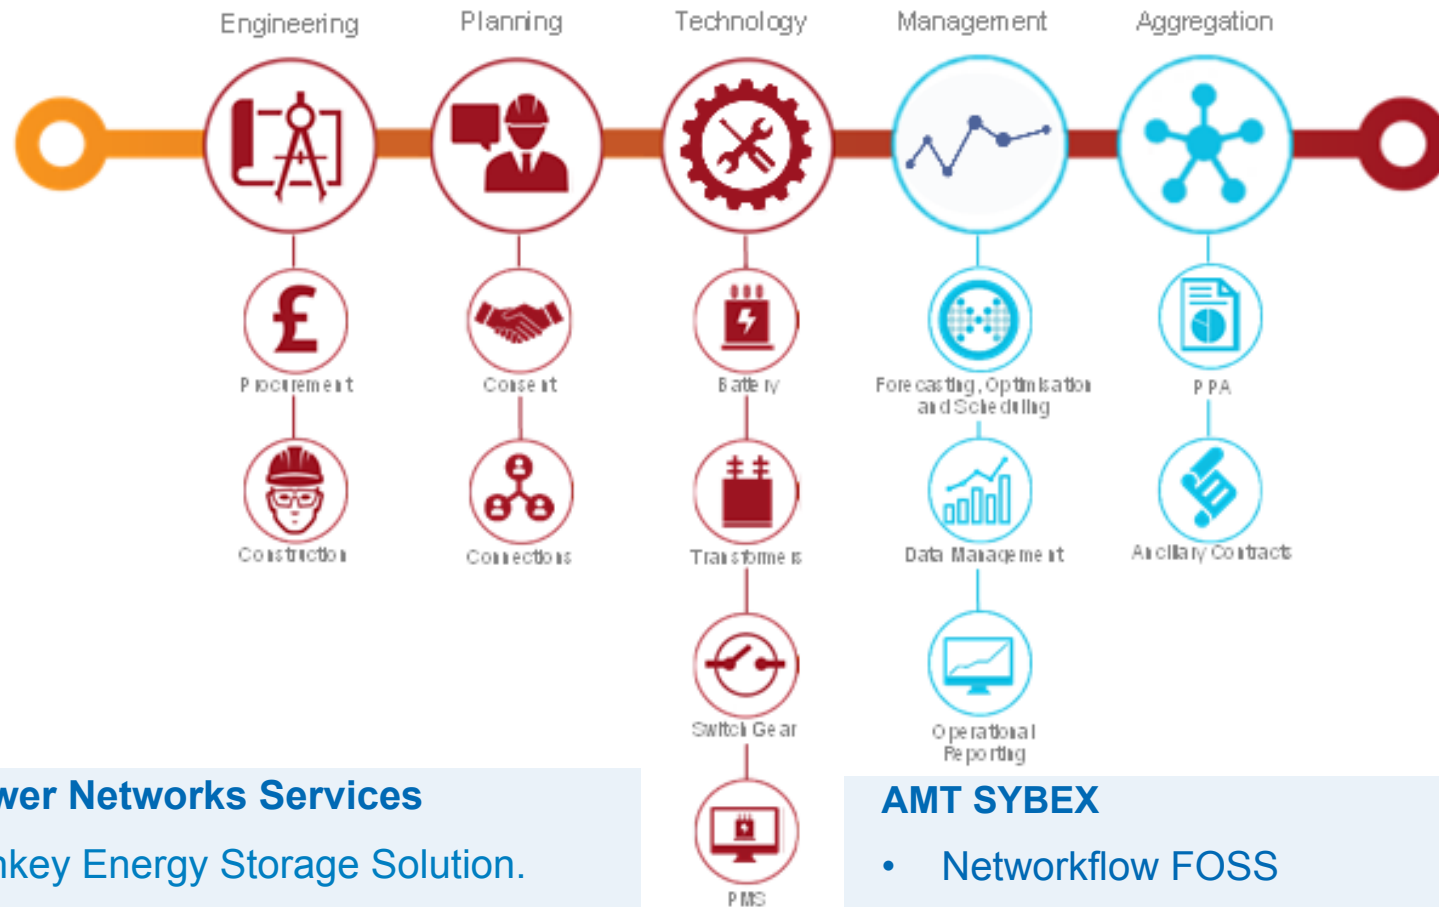 Engineering
Planning
Technology
Management
Aggregation
£
Procurement
Consent
Battery
Forecasting, Optimisation
and Scheduling
PPA
Construction
Connections
Transformers
Data Management
Ancillary Contracts
Switch Gear
Operational
Reporting
PMS
wer Networks Services
nkey Energy Storage Solution.
AMT SYBEX
• Networkflow FOSS